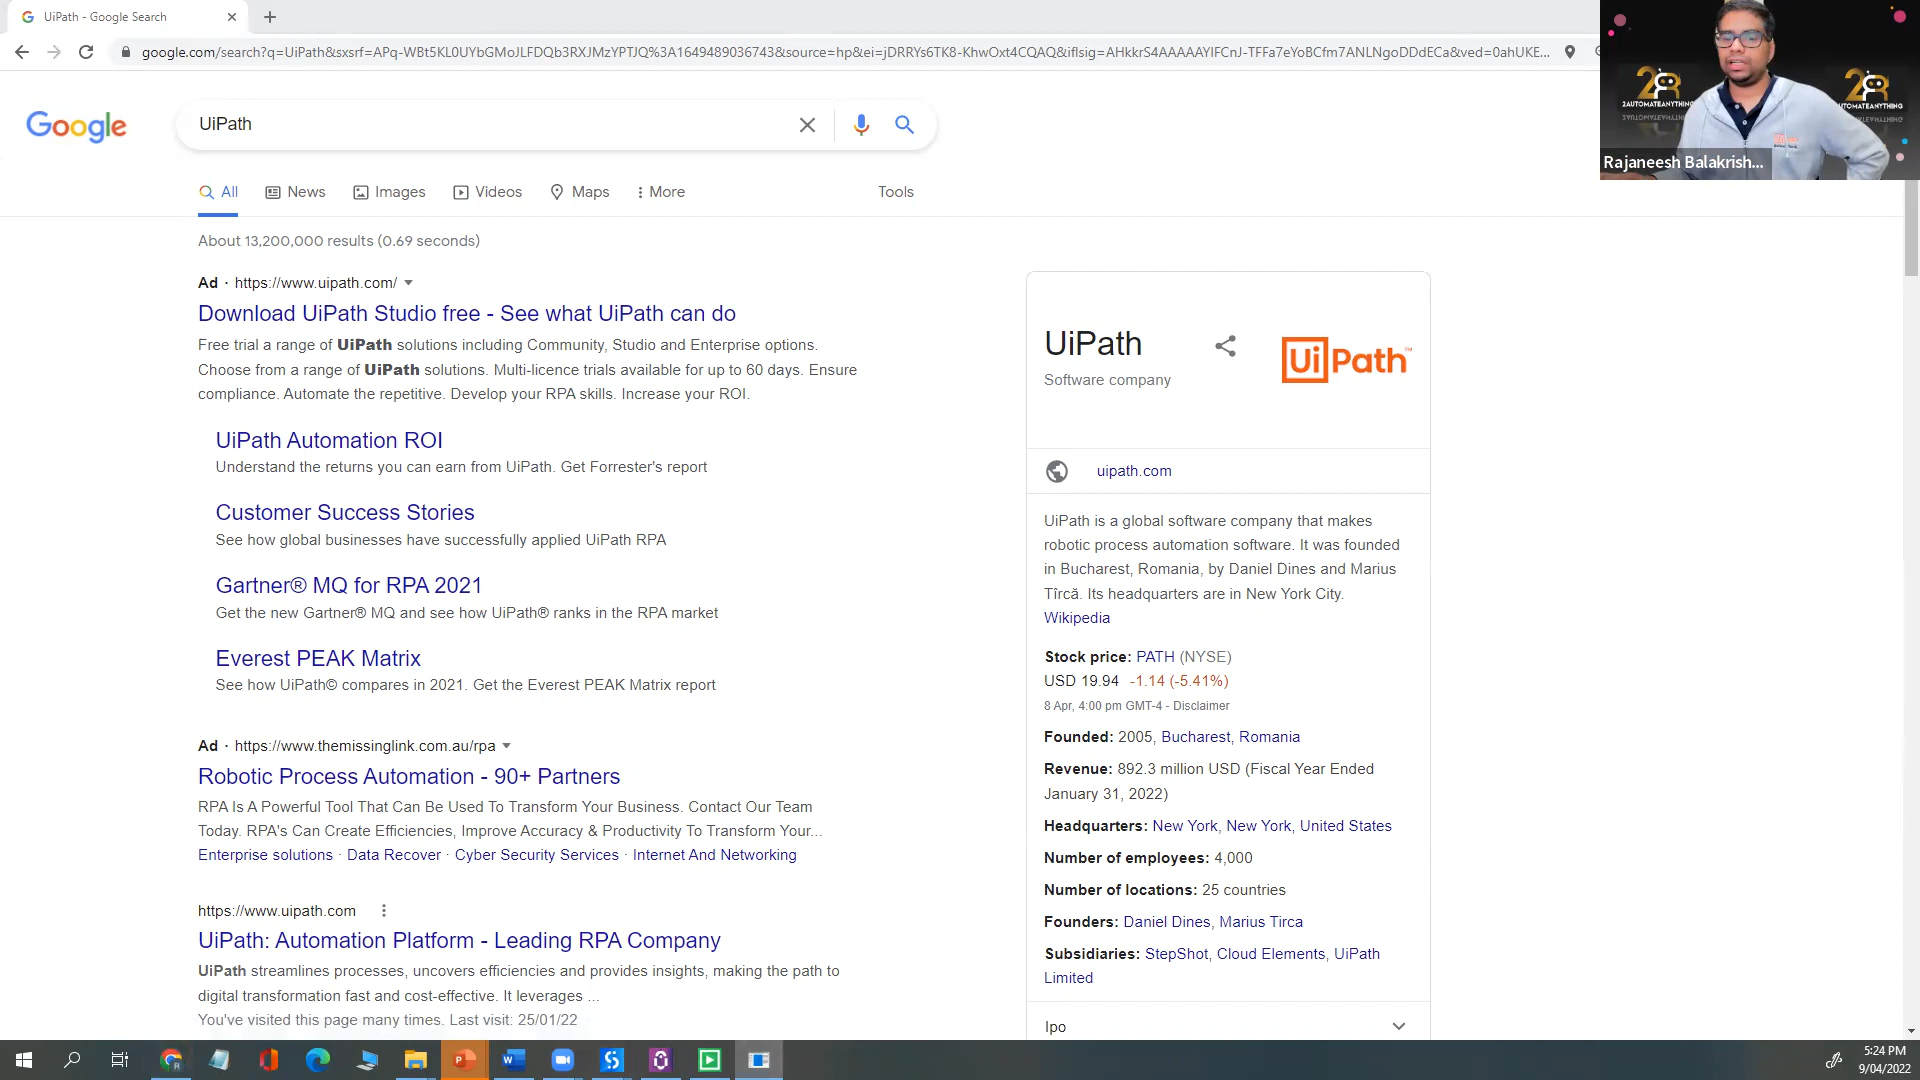 UiPath - Google Search
google.com/search?q=UiPath&sxsrf=APq-WBt5KL0UYbGMoJLFDQb3RXJMzYPTJQ%3A1649489036743&source=hp&ei=jDRRYs6TK8-KhwOxt4CQAQ&iflsig=AHkkrS4AAAAAYlFCnJ-TFFa7eYoBCfm7ANLNgoDDdECa&ved=0ahUKE...
Google
UiPath
All
News
Images
Videos
Maps
More
Tools
About 13,200,000 results (0.69 seconds)
Ad · https://www.uipath.com/
Download UiPath Studio free - See what UiPath can do
Free trial a range of UiPath solutions including Community, Studio and Enterprise options.
Choose from a range of UiPath solutions. Multi-licence trials available for up to 60 days. Ensure
compliance. Automate the repetitive. Develop your RPA skills. Increase your ROI.
UiPath Automation ROI
Understand the returns you can earn from UiPath. Get Forrester's report
Customer Success Stories
See how global businesses have successfully applied UiPath RPA
Gartner® MQ for RPA 2021
Get the new Gartner® MQ and see how UiPath® ranks in the RPA market
Everest PEAK Matrix
See how UiPath© compares in 2021. Get the Everest PEAK Matrix report
Ad · https://www.themissinglink.com.au/rpa
Robotic Process Automation - 90+ Partners
RPA Is A Powerful Tool That Can Be Used To Transform Your Business. Contact Our Team
Today. RPA's Can Create Efficiencies, Improve Accuracy & Productivity To Transform Your...
Enterprise solutions · Data Recover · Cyber Security Services · Internet And Networking
https://www.uipath.com
UiPath: Automation Platform - Leading RPA Company
UiPath streamlines processes, uncovers efficiencies and provides insights, making the path to
digital transformation fast and cost-effective. It leverages ...
You've visited this page many times. Last visit: 25/01/22
UiPath
Software company
UiPath™
uipath.com
UiPath is a global software company that makes
robotic process automation software. It was founded
in Bucharest, Romania, by Daniel Dines and Marius
Tîrcă. Its headquarters are in New York City.
Wikipedia
Stock price: PATH (NYSE)
USD 19.94 -1.14 (-5.41%)
8 Apr, 4:00 pm GMT-4 - Disclaimer
Founded: 2005, Bucharest, Romania
Revenue: 892.3 million USD (Fiscal Year Ended
January 31, 2022)
Headquarters: New York, New York, United States
Number of employees: 4,000
Number of locations: 25 countries
Founders: Daniel Dines, Marius Tirca
Subsidiaries: StepShot, Cloud Elements, UiPath
Limited
Ipo
2AUTOMATEANYTHING
Rajaneesh Balakrish...
5:24 PM
9/04/2022